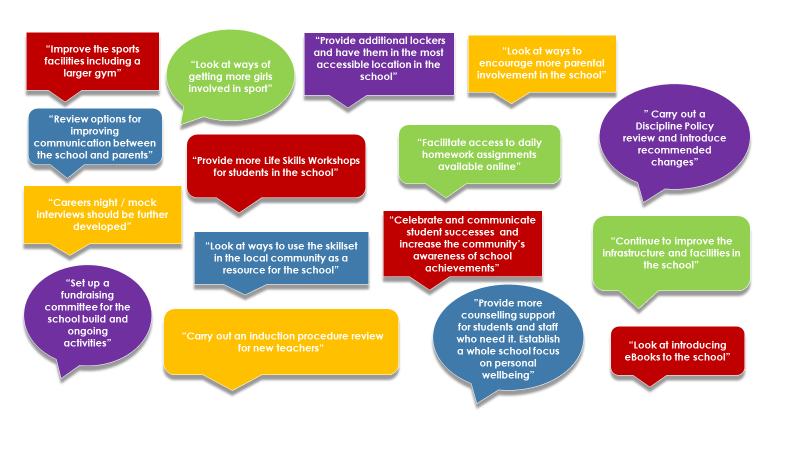 “Improve the sports
facilities including a
larger gym”
“Look at ways of
getting more girls
involved in sport”
“Provide additional lockers
and have them in the most
accessible location in the
school”
“Look at ways to
encourage more parental
involvement in the school”
“Review options for
improving
communication between
the school and parents”
“Provide more Life Skills Workshops
for students in the school”
“Facilitate access to daily
homework assignments
available online”
” Carry out a
Discipline Policy
review and introduce
recommended
changes”
“Careers night / mock
interviews should be further
developed”
“Look at ways to use the skillset
in the local community as a
resource for the school”
“Celebrate and communicate
student successes and
increase the community’s
awareness of school
achievements”
“Continue to improve the
infrastructure and facilities in
the school”
“Set up a
fundraising
committee for the
school build and
ongoing
activities”
“Carry out an induction procedure review
for new teachers”
”Provide more
counselling support
for students and staff
who need it. Establish
a whole school focus
on personal
wellbeing”
“Look at introducing
eBooks to the school”